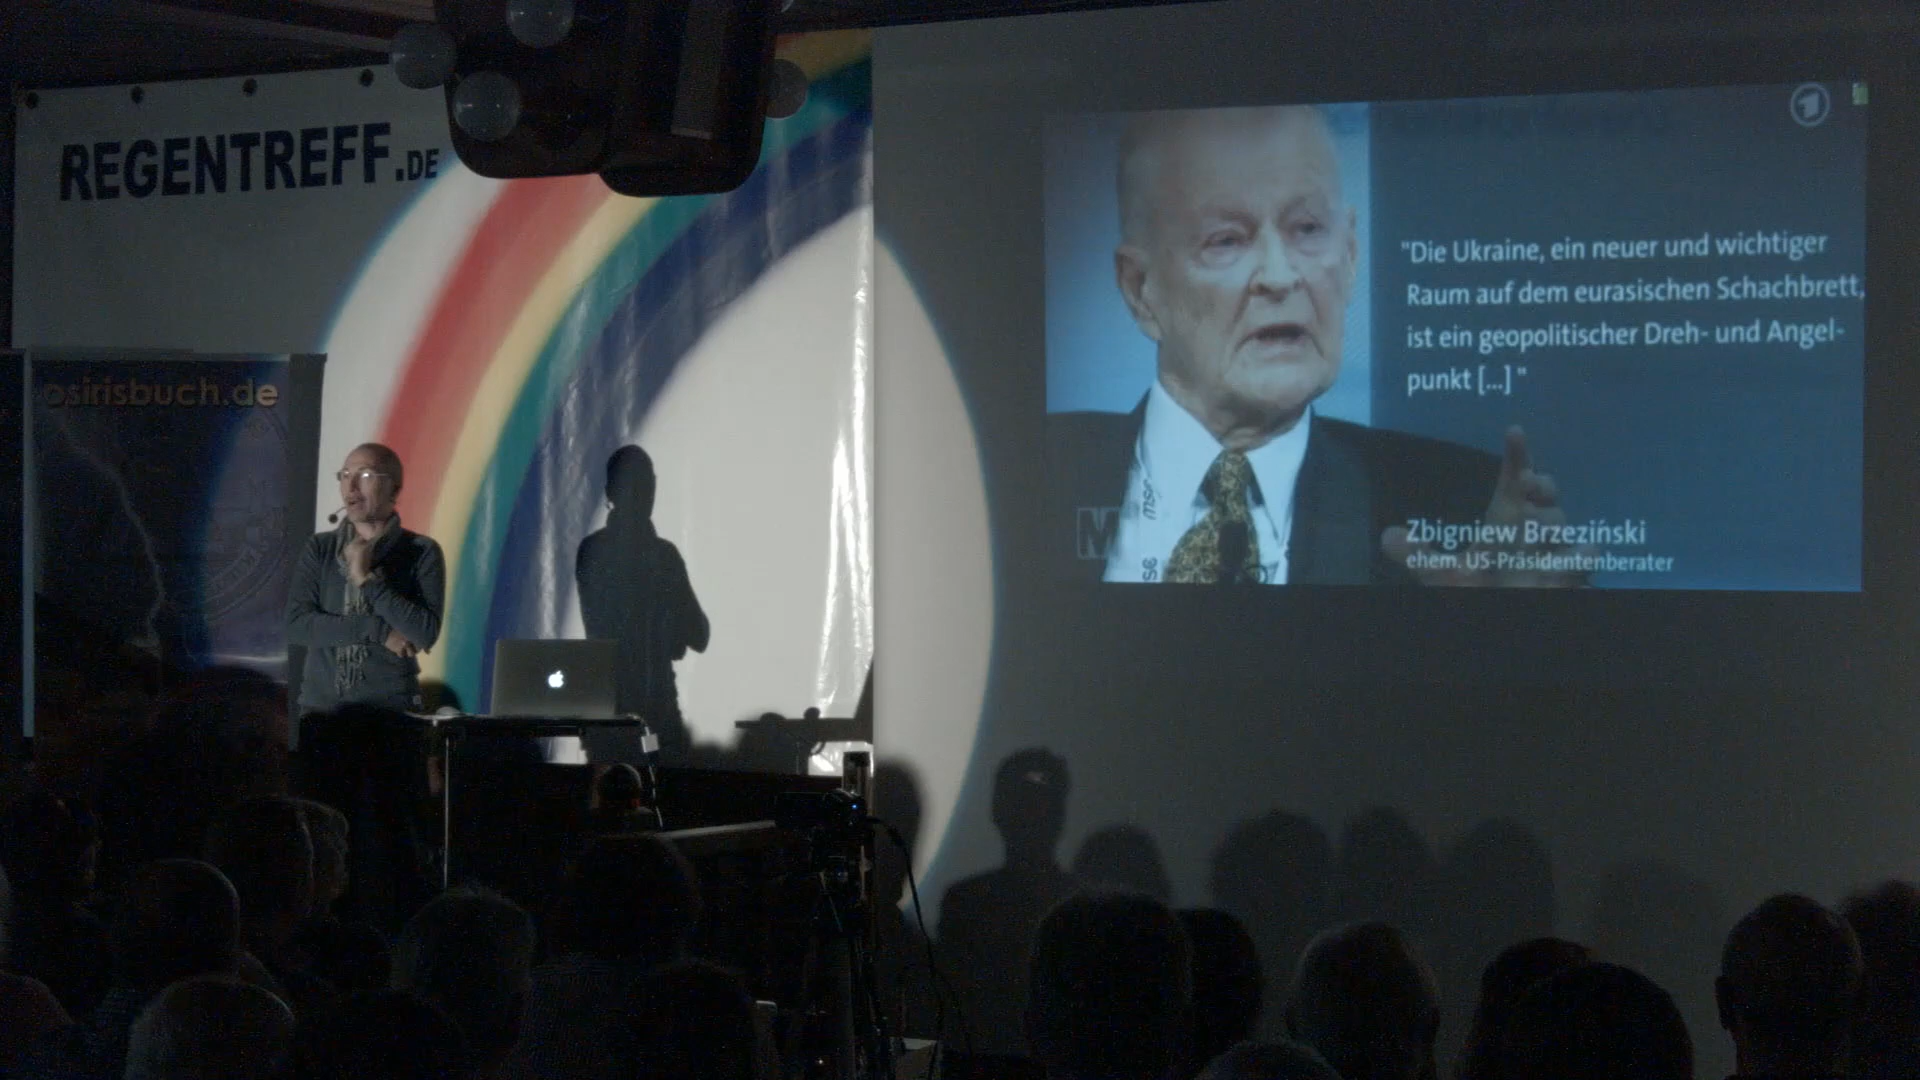 REGENTREFF.DE
osirisbuch.de
"Die Ukraine, ein neuer und wichtiger
Raum auf dem eurasischen Schachbrett,
ist ein geopolitischer Dreh- und Angel-
punkt [...] "
Zbigniew Brzeziński
ehem. US-Präsidentenberater
msc